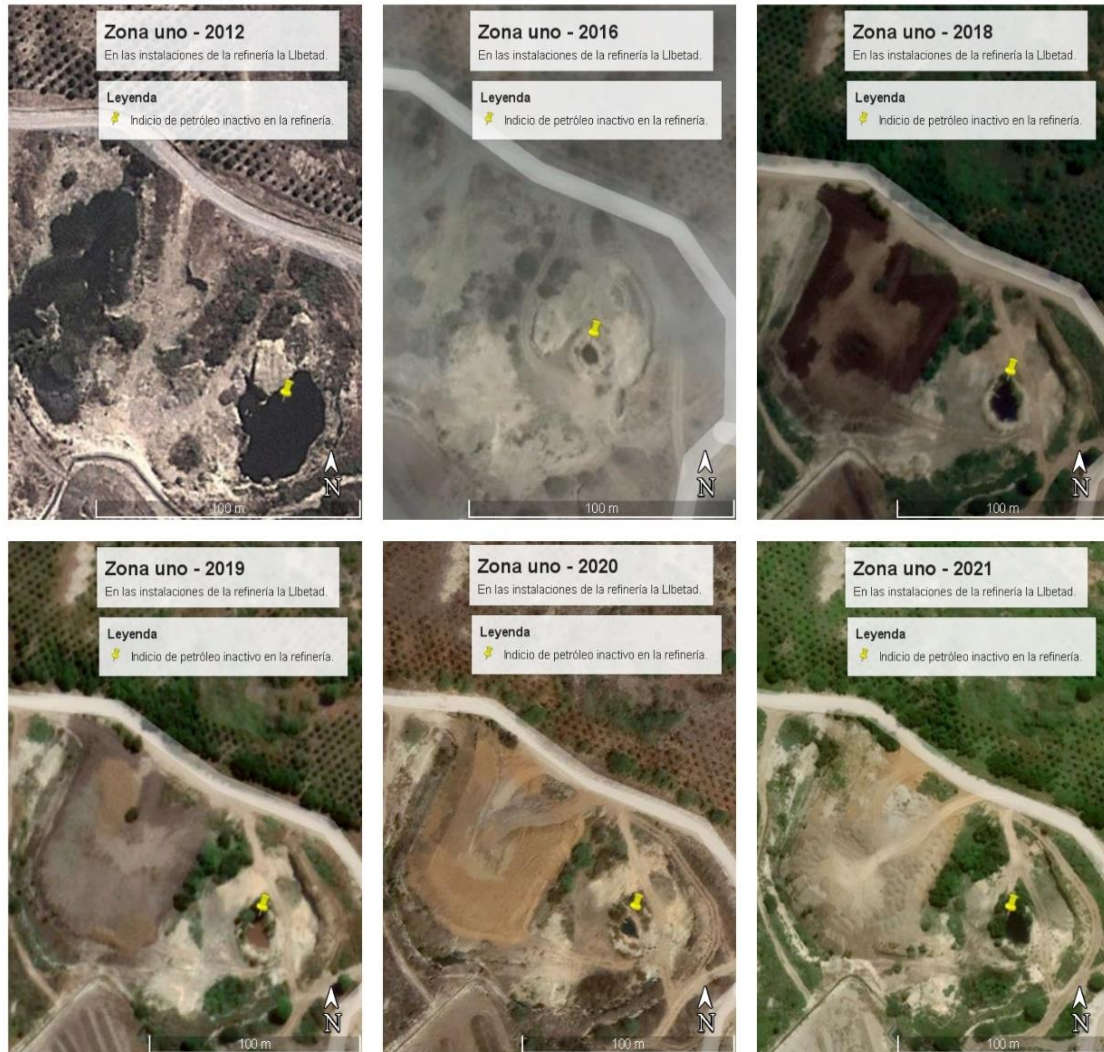 Zona uno - 2012
En las instalaciones de la refinería la LIbetad.
Leyenda
Indicio de petróleo inactivo en la refinería.
N
100 m
Zona uno - 2016
En las instalaciones de la refinería la LIbetad.
Leyenda
Indicio de petróleo inactivo en la refinería.
N
100 m
Zona uno - 2018
En las instalaciones de la refinería la LIbetad.
Leyenda
Indicio de petróleo inactivo en la refinería.
N
100 m
Zona uno - 2019
En las instalaciones de la refinería la LIbetad.
Leyenda
Indicio de petróleo inactivo en la refinería.
N
100 m
Zona uno - 2020
En las instalaciones de la refinería la LIbetad.
Leyenda
Indicio de petróleo inactivo en la refinería.
N
100 m
Zona uno - 2021
En las instalaciones de la refinería la LIbetad.
Leyenda
Indicio de petróleo inactivo en la refinería.
N
100 m